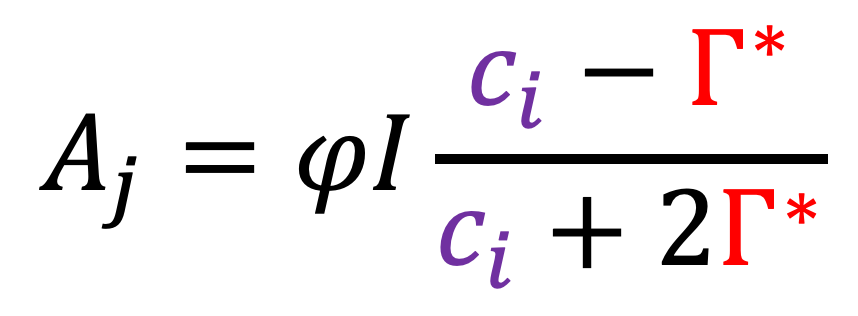 A_j = φI (c_i − Γ*) / (c_i + 2Γ*)